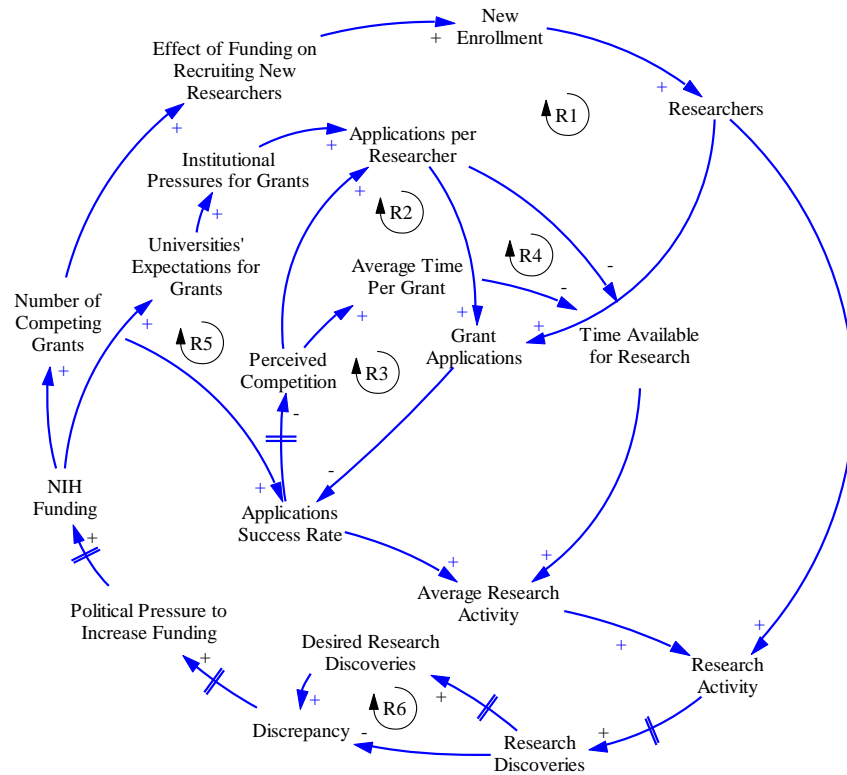 New
Enrollment
+
Effect of Funding on
Recruiting New
Researchers
+
Researchers
+
R1
Applications per
Researcher
+
+
Institutional
Pressures for Grants
+
R2
Universities'
Expectations for
Grants
+
Average Time
Per Grant
+
R4
-
-
Number of
Competing
Grants
+
R5
Perceived
Competition
-
R3
Grant
Applications
+
+
Time Available
for Research
NIH
Funding
+
Applications
Success Rate
+
-
Average Research
Activity
+
+
Political Pressure to
Increase Funding
+
Desired Research
Discoveries
+
Research
Activity
+
+
R6
+
Discrepancy
-
Research
Discoveries
+